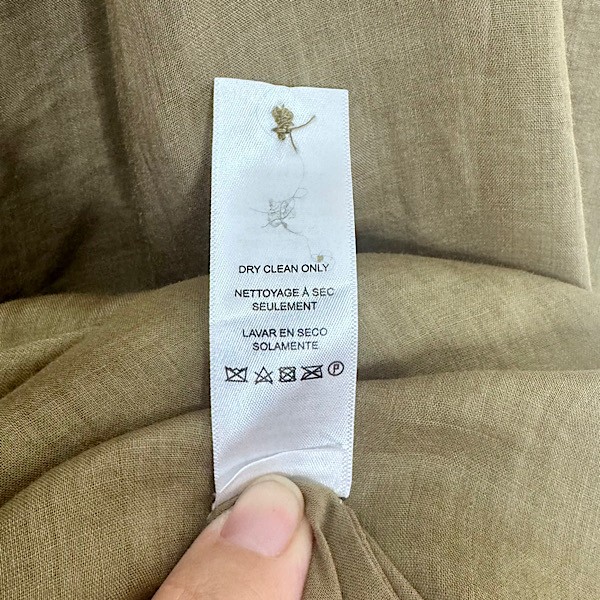 DRY CLEAN ONLY
NETTOYAGE À SEC
SEULEMENT
LAVAR EN SECO
SOLAMENTE
P